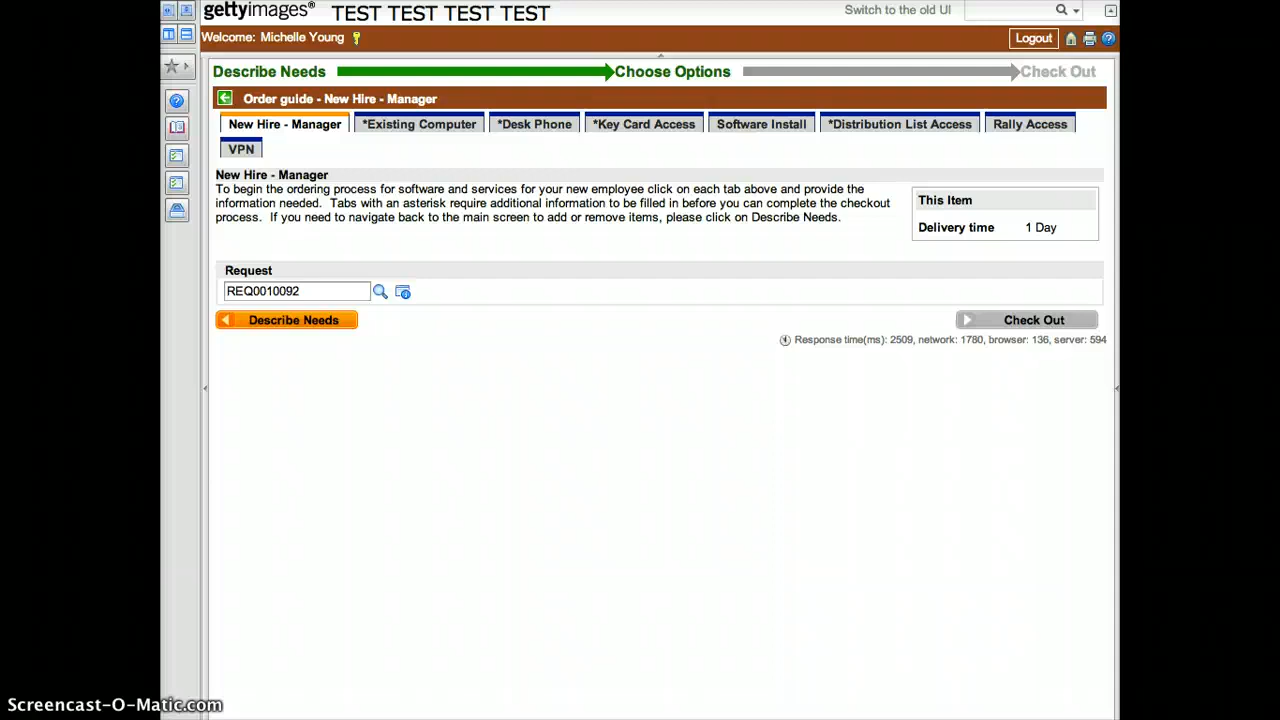 gettyimages® TEST TEST TEST TEST Switch to the old UI
Welcome: Michelle Young Logout
Describe Needs Choose Options Check Out
Order guide - New Hire - Manager
New Hire - Manager *Existing Computer *Desk Phone *Key Card Access Software Install *Distribution List Access Rally Access
VPN
New Hire - Manager
To begin the ordering process for software and services for your new employee click on each tab above and provide the
information needed. Tabs with an asterisk require additional information to be filled in before you can complete the checkout
process. If you need to navigate back to the main screen to add or remove items, please click on Describe Needs.
This Item
Delivery time 1 Day
Request
REQ0010092
Describe Needs Check Out
Response time(ms): 2509, network: 1780, browser: 136, server: 594
Screencast-O-Matic.com